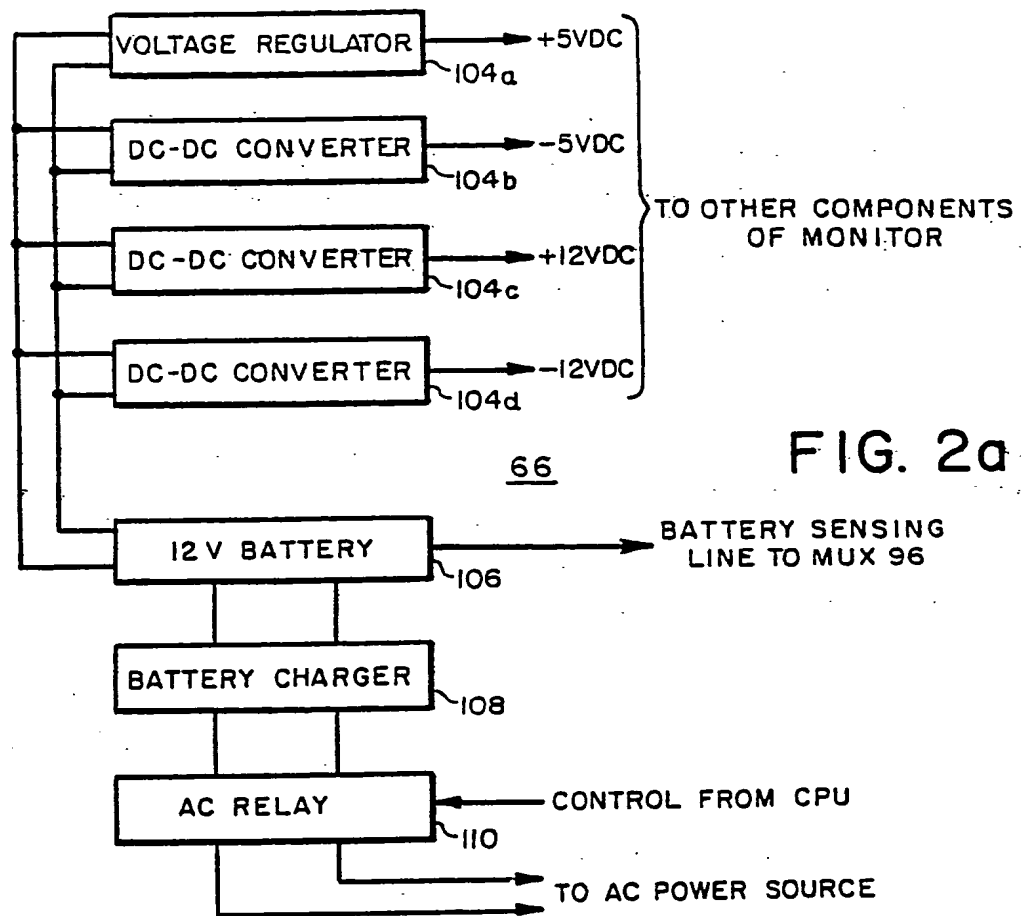 VOLTAGE REGULATOR
104a
+5VDC
DC-DC CONVERTER
104b
-5VDC
DC-DC CONVERTER
104c
+12VDC
DC-DC CONVERTER
104d
-12VDC
TO OTHER COMPONENTS
OF MONITOR
FIG. 2a
66
12V BATTERY
106
BATTERY SENSING
LINE TO MUX 96
BATTERY CHARGER
108
AC RELAY
110
CONTROL FROM CPU
TO AC POWER SOURCE